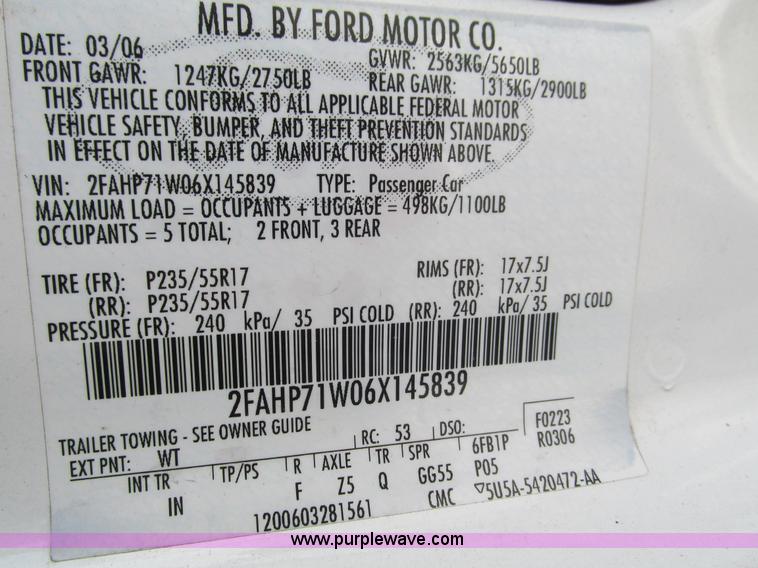 MFD. BY FORD MOTOR CO.
DATE: 03/06 GVWR: 2563KG/5650LB
FRONT GAWR: 1247KG/2750LB REAR GAWR: 1315KG/2900LB
THIS VEHICLE CONFORMS TO ALL APPLICABLE FEDERAL MOTOR
VEHICLE SAFETY, BUMPER, AND THEFT PREVENTION STANDARDS
IN EFFECT ON THE DATE OF MANUFACTURE SHOWN ABOVE.
VIN: 2FAHP71W06X145839 TYPE: Passenger Car
MAXIMUM LOAD = OCCUPANTS + LUGGAGE = 498KG/1100LB
OCCUPANTS = 5 TOTAL; 2 FRONT, 3 REAR
TIRE (FR): P235/55R17 RIMS (FR): 17x7.5J
(RR): P235/55R17 (RR): 17x7.5J
PRESSURE (FR): 240 kPa/ 35 PSI COLD (RR): 240 kPa/ 35 PSI COLD
2FAHP71W06X145839
TRAILER TOWING - SEE OWNER GUIDE F0223
EXT PNT: WT RC: 53 DSO: 6FB1P R0306
INT TR TP/PS R AXLE TR SPR P05
IN F Z5 Q GG55 5U5A-5420472-AA
1200603281561 CMC
www.purplewave.com